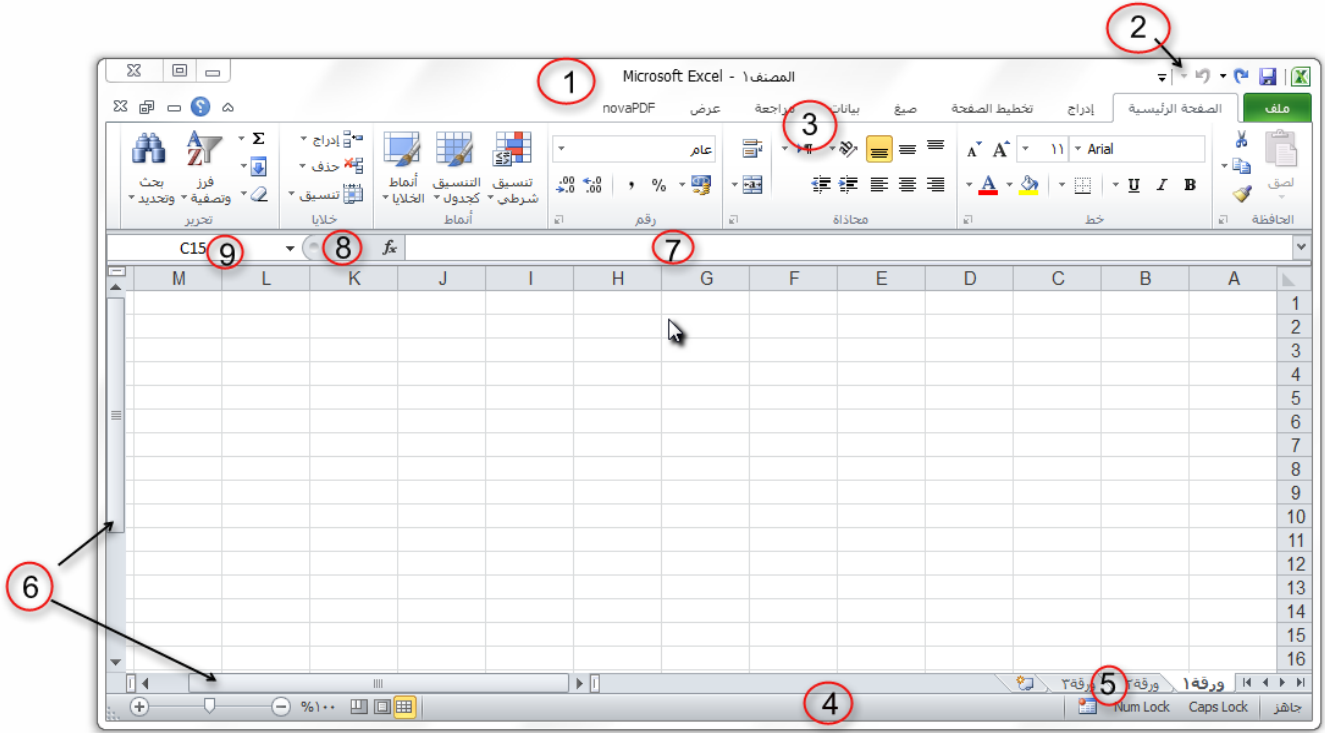 2
1
المصنف١ - Microsoft Excel
ملف الصفحة الرئيسية إدراج تخطيط الصفحة صيغ بيانات مراجعة عرض novaPDF
3
لصق
الحافظة
Arial ١١
B I U
خط
محاذاة
عام
%
رقم
تنسيق شرطي
التنسيق كجدول
أنماط الخلايا
أنماط
إدراج
حذف
تنسيق
خلايا
Σ
فرز وتصفية
بحث وتحديد
تحرير
7
fx
8
C15
9
A B C D E F G H I J K L M
1
2
3
4
5
6
7
8
9
10
11
12
13
14
15
16
6
ورقة١ ورقة٢ ورقة٣
5
جاهز Caps Lock Num Lock
4
%١٠٠